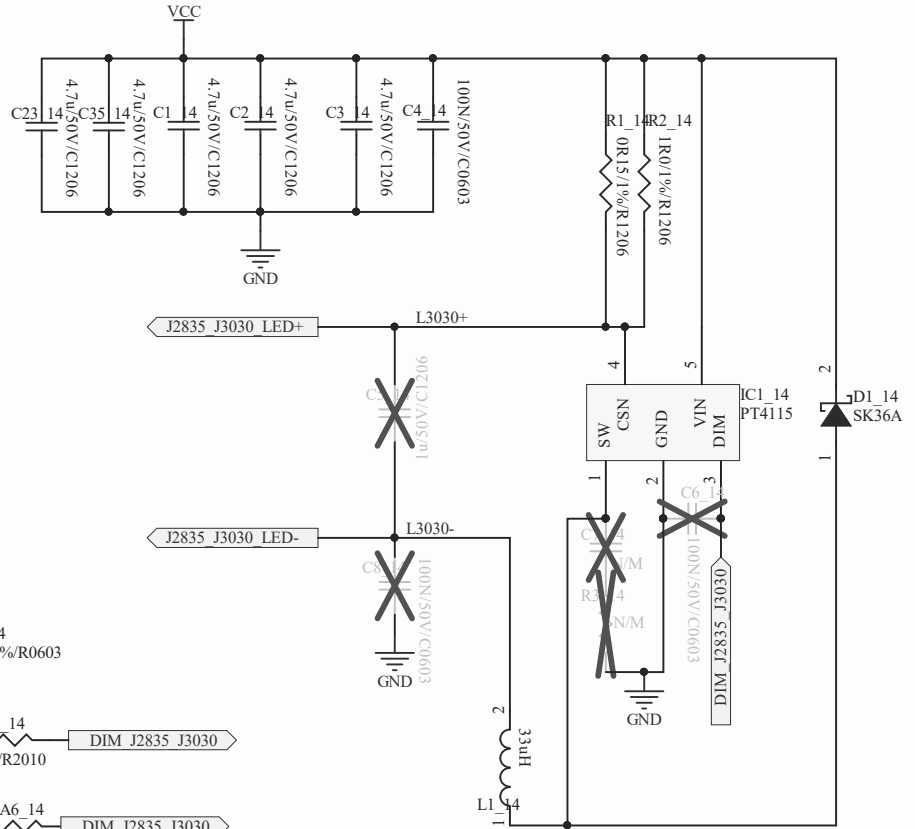 VCC
C23_14
4.7u/50V/C1206
C35_14
4.7u/50V/C1206
C1_14
4.7u/50V/C1206
C2_14
4.7u/50V/C1206
C3_14
4.7u/50V/C1206
C4_14
100N/50V/C0603
GND
R1_14
0R15/1%/R1206
R2_14
1R0/1%/R1206
J2835_J3030_LED+
L3030+
1u/50V/C1206
4
5
2
CSN
VIN
SW
GND
DIM
IC1_14
PT4115
D1_14
SK36A
1
2
3
1
J2835_J3030_LED-
L3030-
C6_14
100N/50V/C0603
C8_14
100N/50V/C0603
GND
N/M
R3_14
N/M
GND
DIM_J2835_J3030
4
%/R0603
_14
/R2010
DIM_J2835_J3030
2
33uH
L1_14
1
A6_14
DIM_J2835_J3030